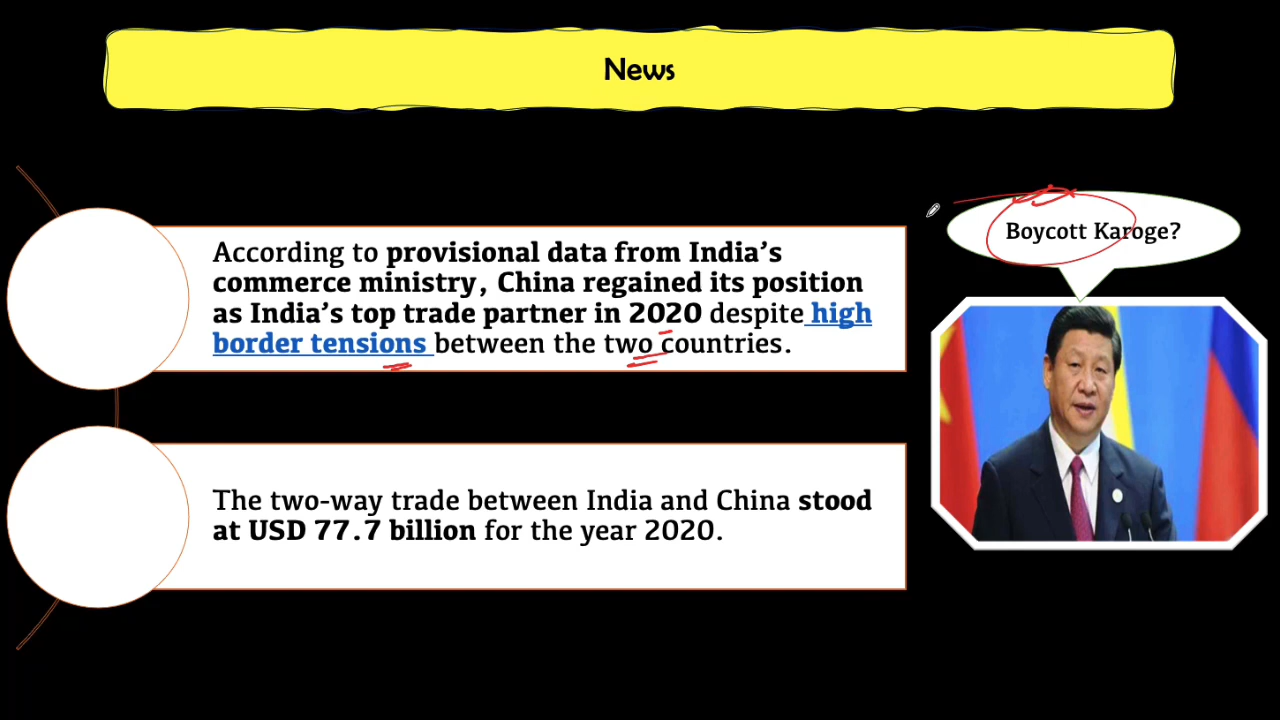 News
According to provisional data from India's
commerce ministry, China regained its position
as India's top trade partner in 2020 despite high
border tensions between the two countries.
Boycott Karoge?
The two-way trade between India and China stood
at USD 77.7 billion for the year 2020.